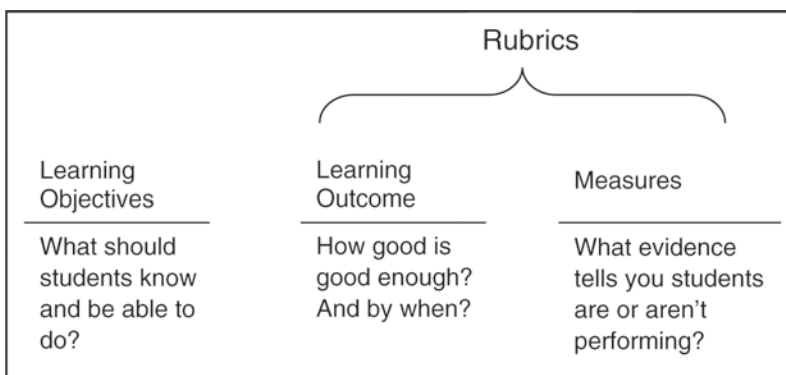 Rubrics
Learning
Objectives
What should
students know
and be able to
do?
Learning
Outcome
How good is
good enough?
And by when?
Measures
What evidence
tells you students
are or aren’t
performing?